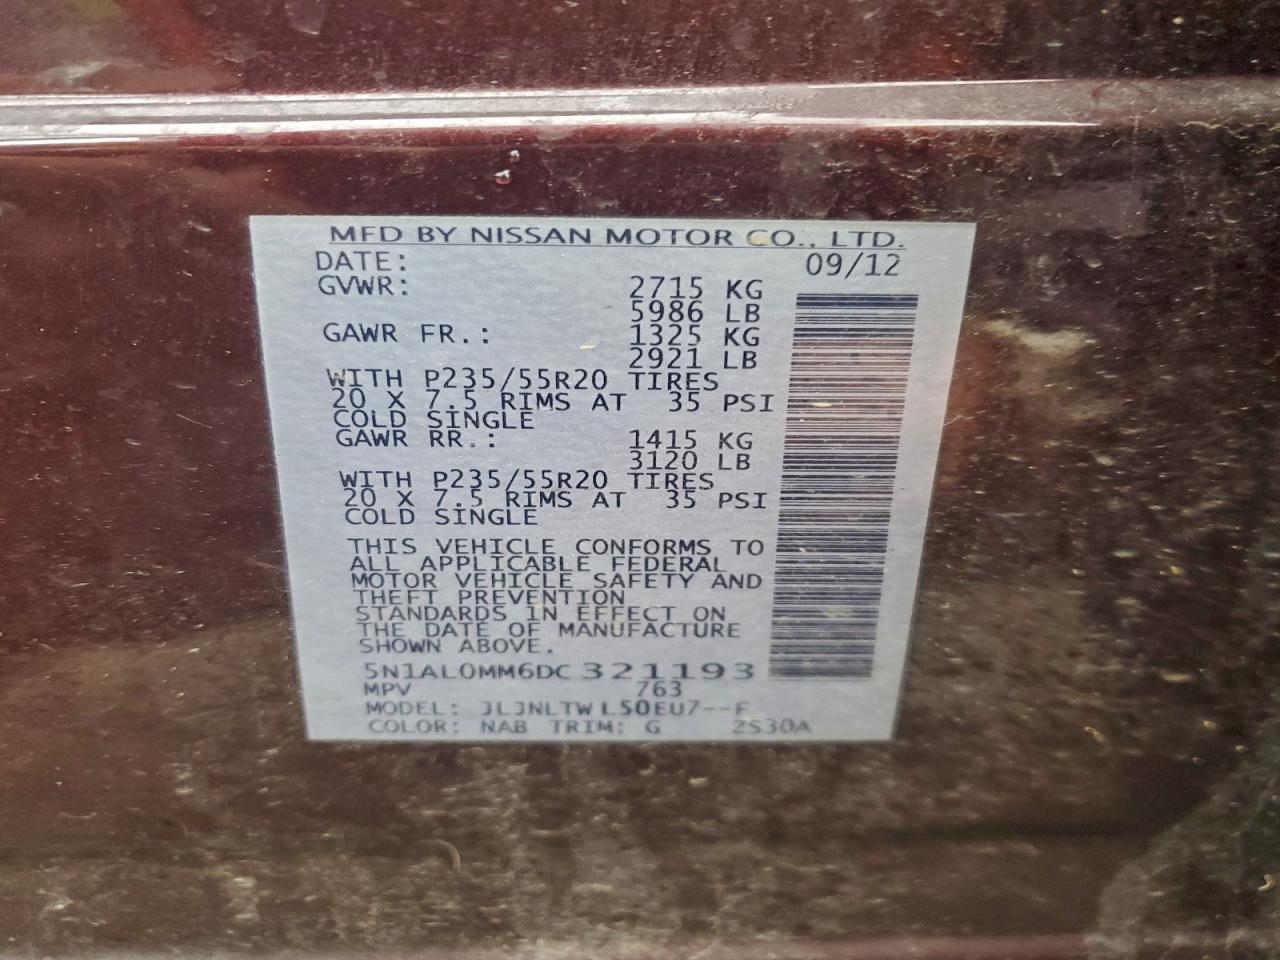 MFD BY NISSAN MOTOR CO., LTD.
DATE: 09/12
GVWR: 2715 KG
5986 LB
GAWR FR.: 1325 KG
2921 LB
WITH P235/55R20 TIRES
20 X 7.5 RIMS AT 35 PSI
COLD SINGLE
GAWR RR.: 1415 KG
3120 LB
WITH P235/55R20 TIRES
20 X 7.5 RIMS AT 35 PSI
COLD SINGLE
THIS VEHICLE CONFORMS TO
ALL APPLICABLE FEDERAL
MOTOR VEHICLE SAFETY AND
THEFT PREVENTION
STANDARDS IN EFFECT ON
THE DATE OF MANUFACTURE
SHOWN ABOVE.
5N1AL0MM6DC321193
MPV 763
MODEL: JLJNLTWL50EU7--F
COLOR: NAB TRIM: G 2S30A